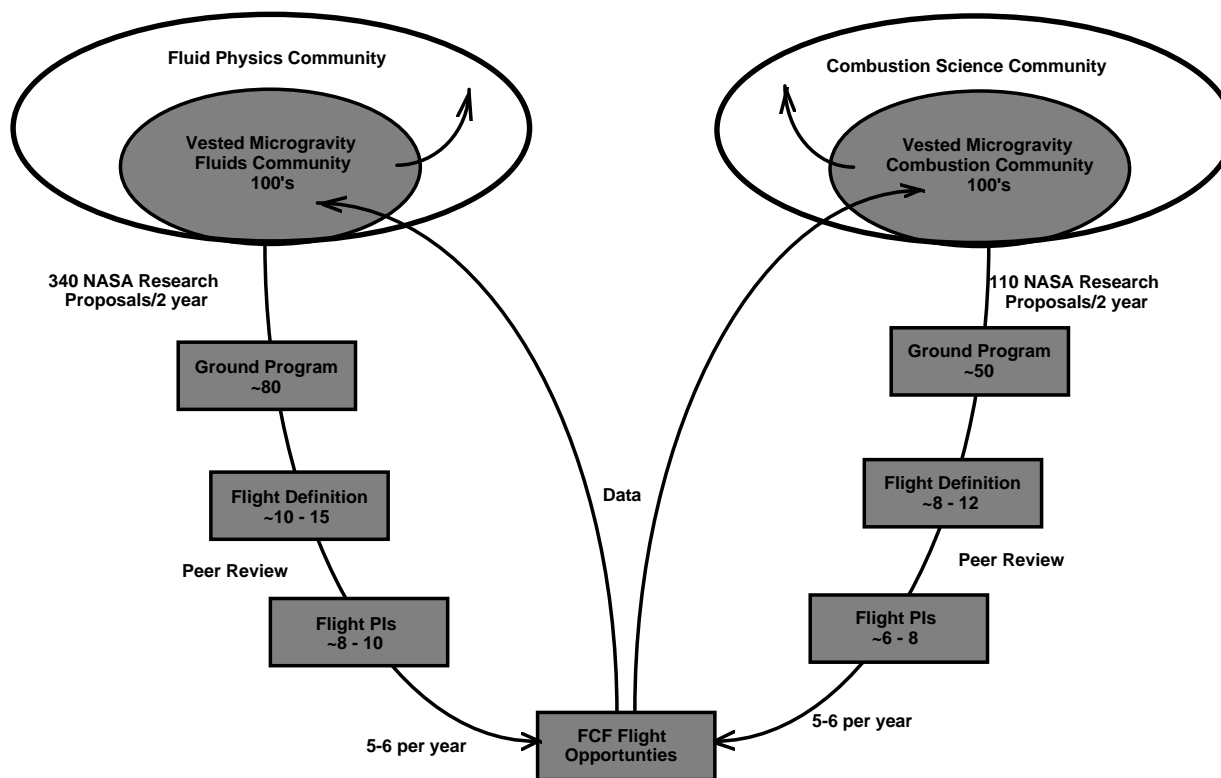 Fluid Physics Community
Vested Microgravity
Fluids Community
100's
340 NASA Research
Proposals/2 year
Ground Program
~80
Flight Definition
~10 - 15
Peer Review
Flight PIs
~8 - 10
5-6 per year
Data
FCF Flight
Opportunties
Combustion Science Community
Vested Microgravity
Combustion Community
100's
110 NASA Research
Proposals/2 year
Ground Program
~50
Flight Definition
~8 - 12
Peer Review
Flight PIs
~6 - 8
5-6 per year